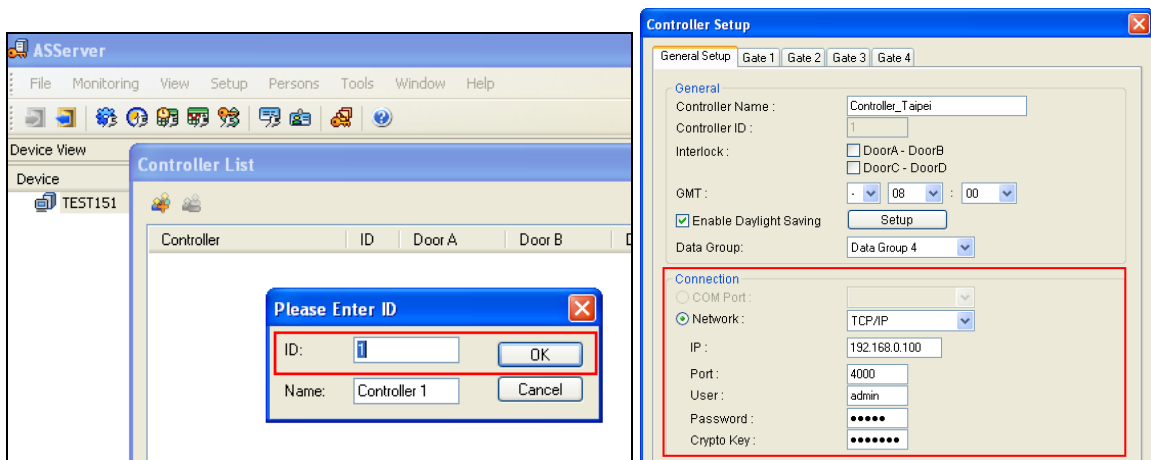 ASServer
File Monitoring View Setup Persons Tools Window Help
Device View
Device
TEST151
Controller List
Controller ID Door A Door B
Please Enter ID
ID: 1 OK
Name: Controller 1 Cancel
Controller Setup
General Setup Gate 1 Gate 2 Gate 3 Gate 4
General
Controller Name : Controller_Taipei
Controller ID : 1
Interlock : DoorA - DoorB
DoorC - DoorD
GMT : - 08 : 00
Enable Daylight Saving Setup
Data Group: Data Group 4
Connection
COM Port :
Network : TCP/IP
IP : 192.168.0.100
Port : 4000
User : admin
Password : •••••
Crypto Key : •••••••